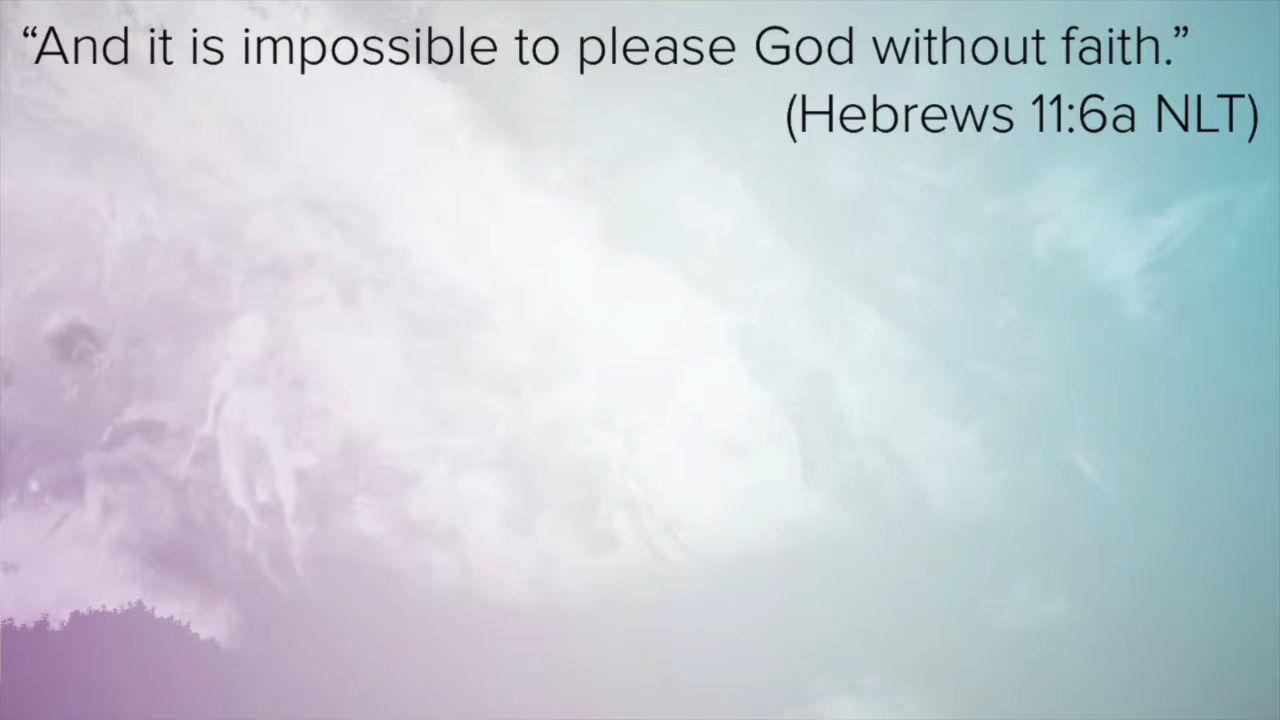 “And it is impossible to please God without faith.”
(Hebrews 11:6a NLT)